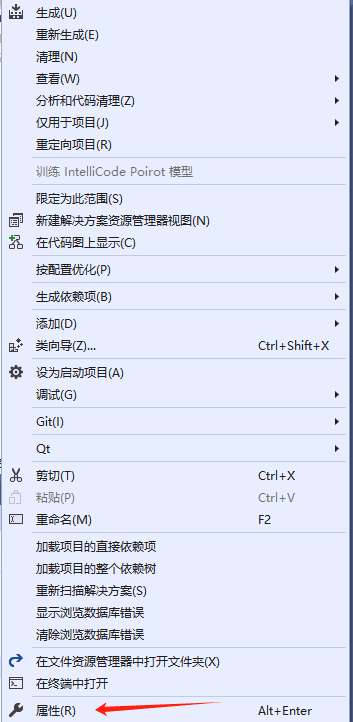 生成(U)
重新生成(E)
清理(N)
查看(W)
分析和代码清理(Z)
仅用于项目(J)
重定向项目(R)
训练 IntelliCode Poirot 模型
限定为此范围(S)
新建解决方案资源管理器视图(N)
在代码图上显示(C)
按配置优化(P)
生成依赖项(B)
添加(D)
类向导(Z)... Ctrl+Shift+X
设为启动项目(A)
调试(G)
Git(I)
Qt
剪切(T) Ctrl+X
粘贴(P) Ctrl+V
重命名(M) F2
加载项目的直接依赖项
加载项目的整个依赖树
重新扫描解决方案(S)
显示浏览数据库错误
清除浏览数据库错误
在文件资源管理器中打开文件夹(X)
在终端中打开
属性(R) Alt+Enter